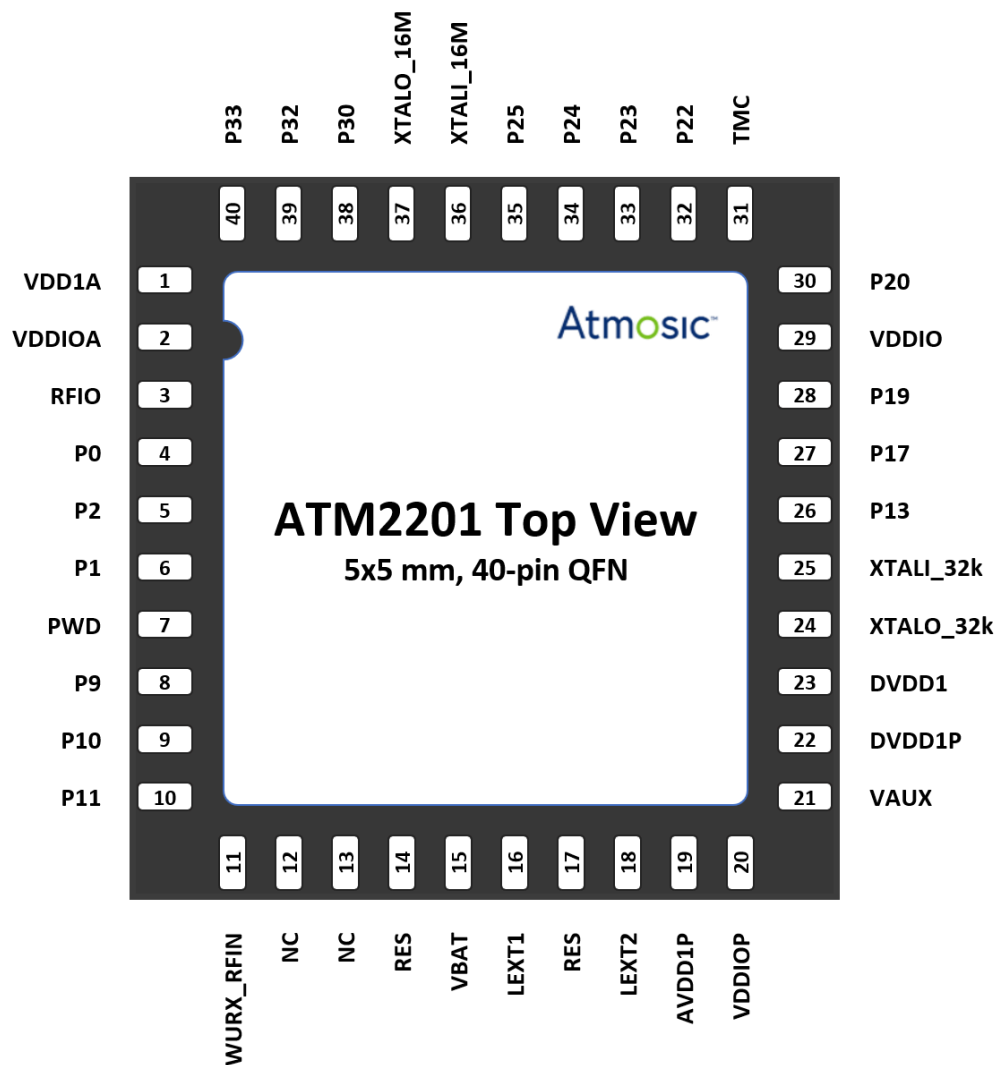 P33 P32 P30 XTALO_16M XTALI_16M P25 P24 P23 P22 TMC
40 39 38 37 36 35 34 33 32 31
VDD1A 1 30 P20
Atmosic™
VDDIOA 2 29 VDDIO
RFIO 3 28 P19
P0 4 27 P17
P2 5 26 P13
ATM2201 Top View
5x5 mm, 40-pin QFN
P1 6 25 XTALI_32k
PWD 7 24 XTALO_32k
P9 8 23 DVDD1
P10 9 22 DVDD1P
P11 10 21 VAUX
11 12 13 14 15 16 17 18 19 20
WURX_RFIN NC NC RES VBAT LEXT1 RES LEXT2 AVDD1P VDDIOP